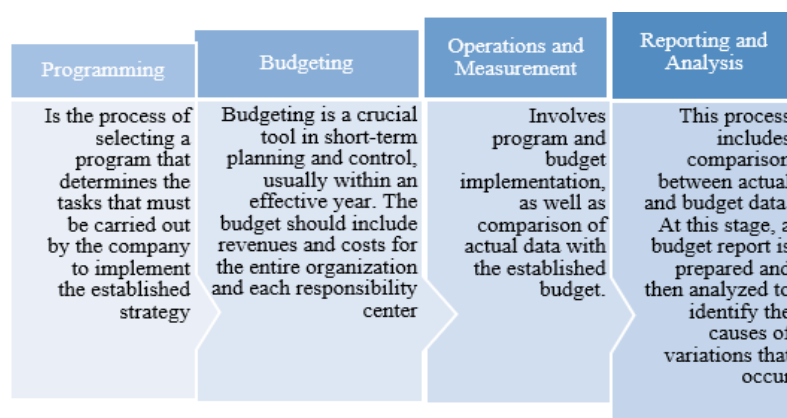 Programming
Is the process of
selecting a
program that
determines the
tasks that must
be carried out
by the company
to implement
the established
strategy
Budgeting
Budgeting is a crucial
tool in short-term
planning and control,
usually within an
effective year. The
budget should include
revenues and costs for
the entire organization
and each responsibility
center
Operations and
Measurement
Involves
program and
budget
implementation,
as well as
comparison of
actual data with
the established
budget.
Reporting and
Analysis
This process
includes
comparison
between actual
and budget data.
At this stage, a
budget report is
prepared and
then analyzed to
identify the
causes of
variations that
occur